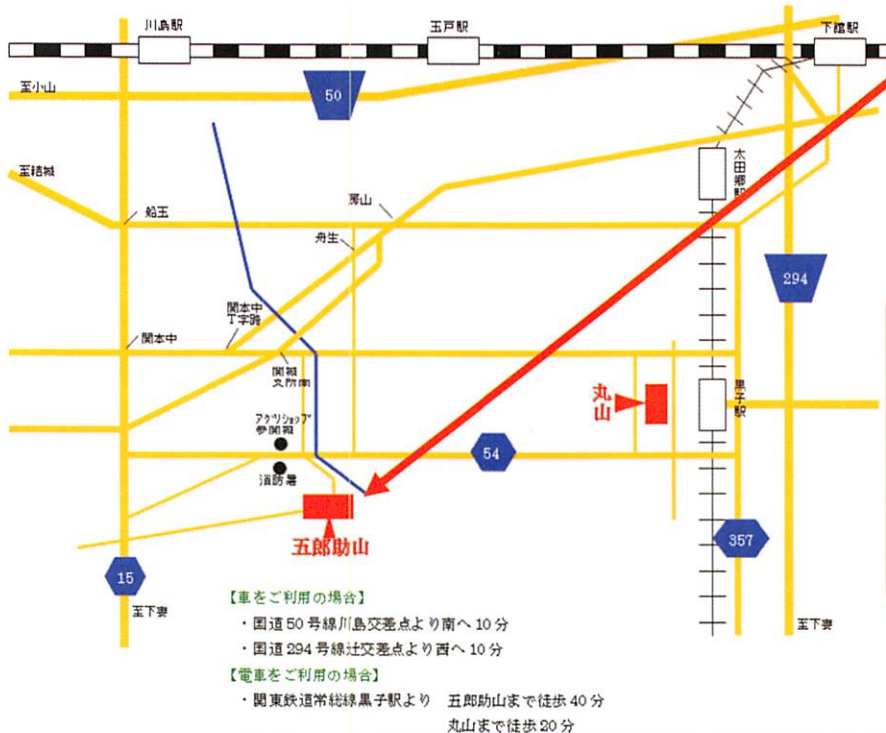 川島駅
玉戸駅
下館駅
至小山
50
至結城
太田郷駅
船玉
房山
舟生
294
関本中
T字路
関本中
関城
支所南
丸山
黒子駅
アグリショップ
夢関城
消防署
54
五郎助山
357
15
至下妻
至下妻
【車をご利用の場合】
・国道50号線川島交差点より南へ10分
・国道294号線辻交差点より西へ10分
【電車をご利用の場合】
・関東鉄道常総線黒子駅より 五郎助山まで徒歩40分
丸山まで徒歩20分